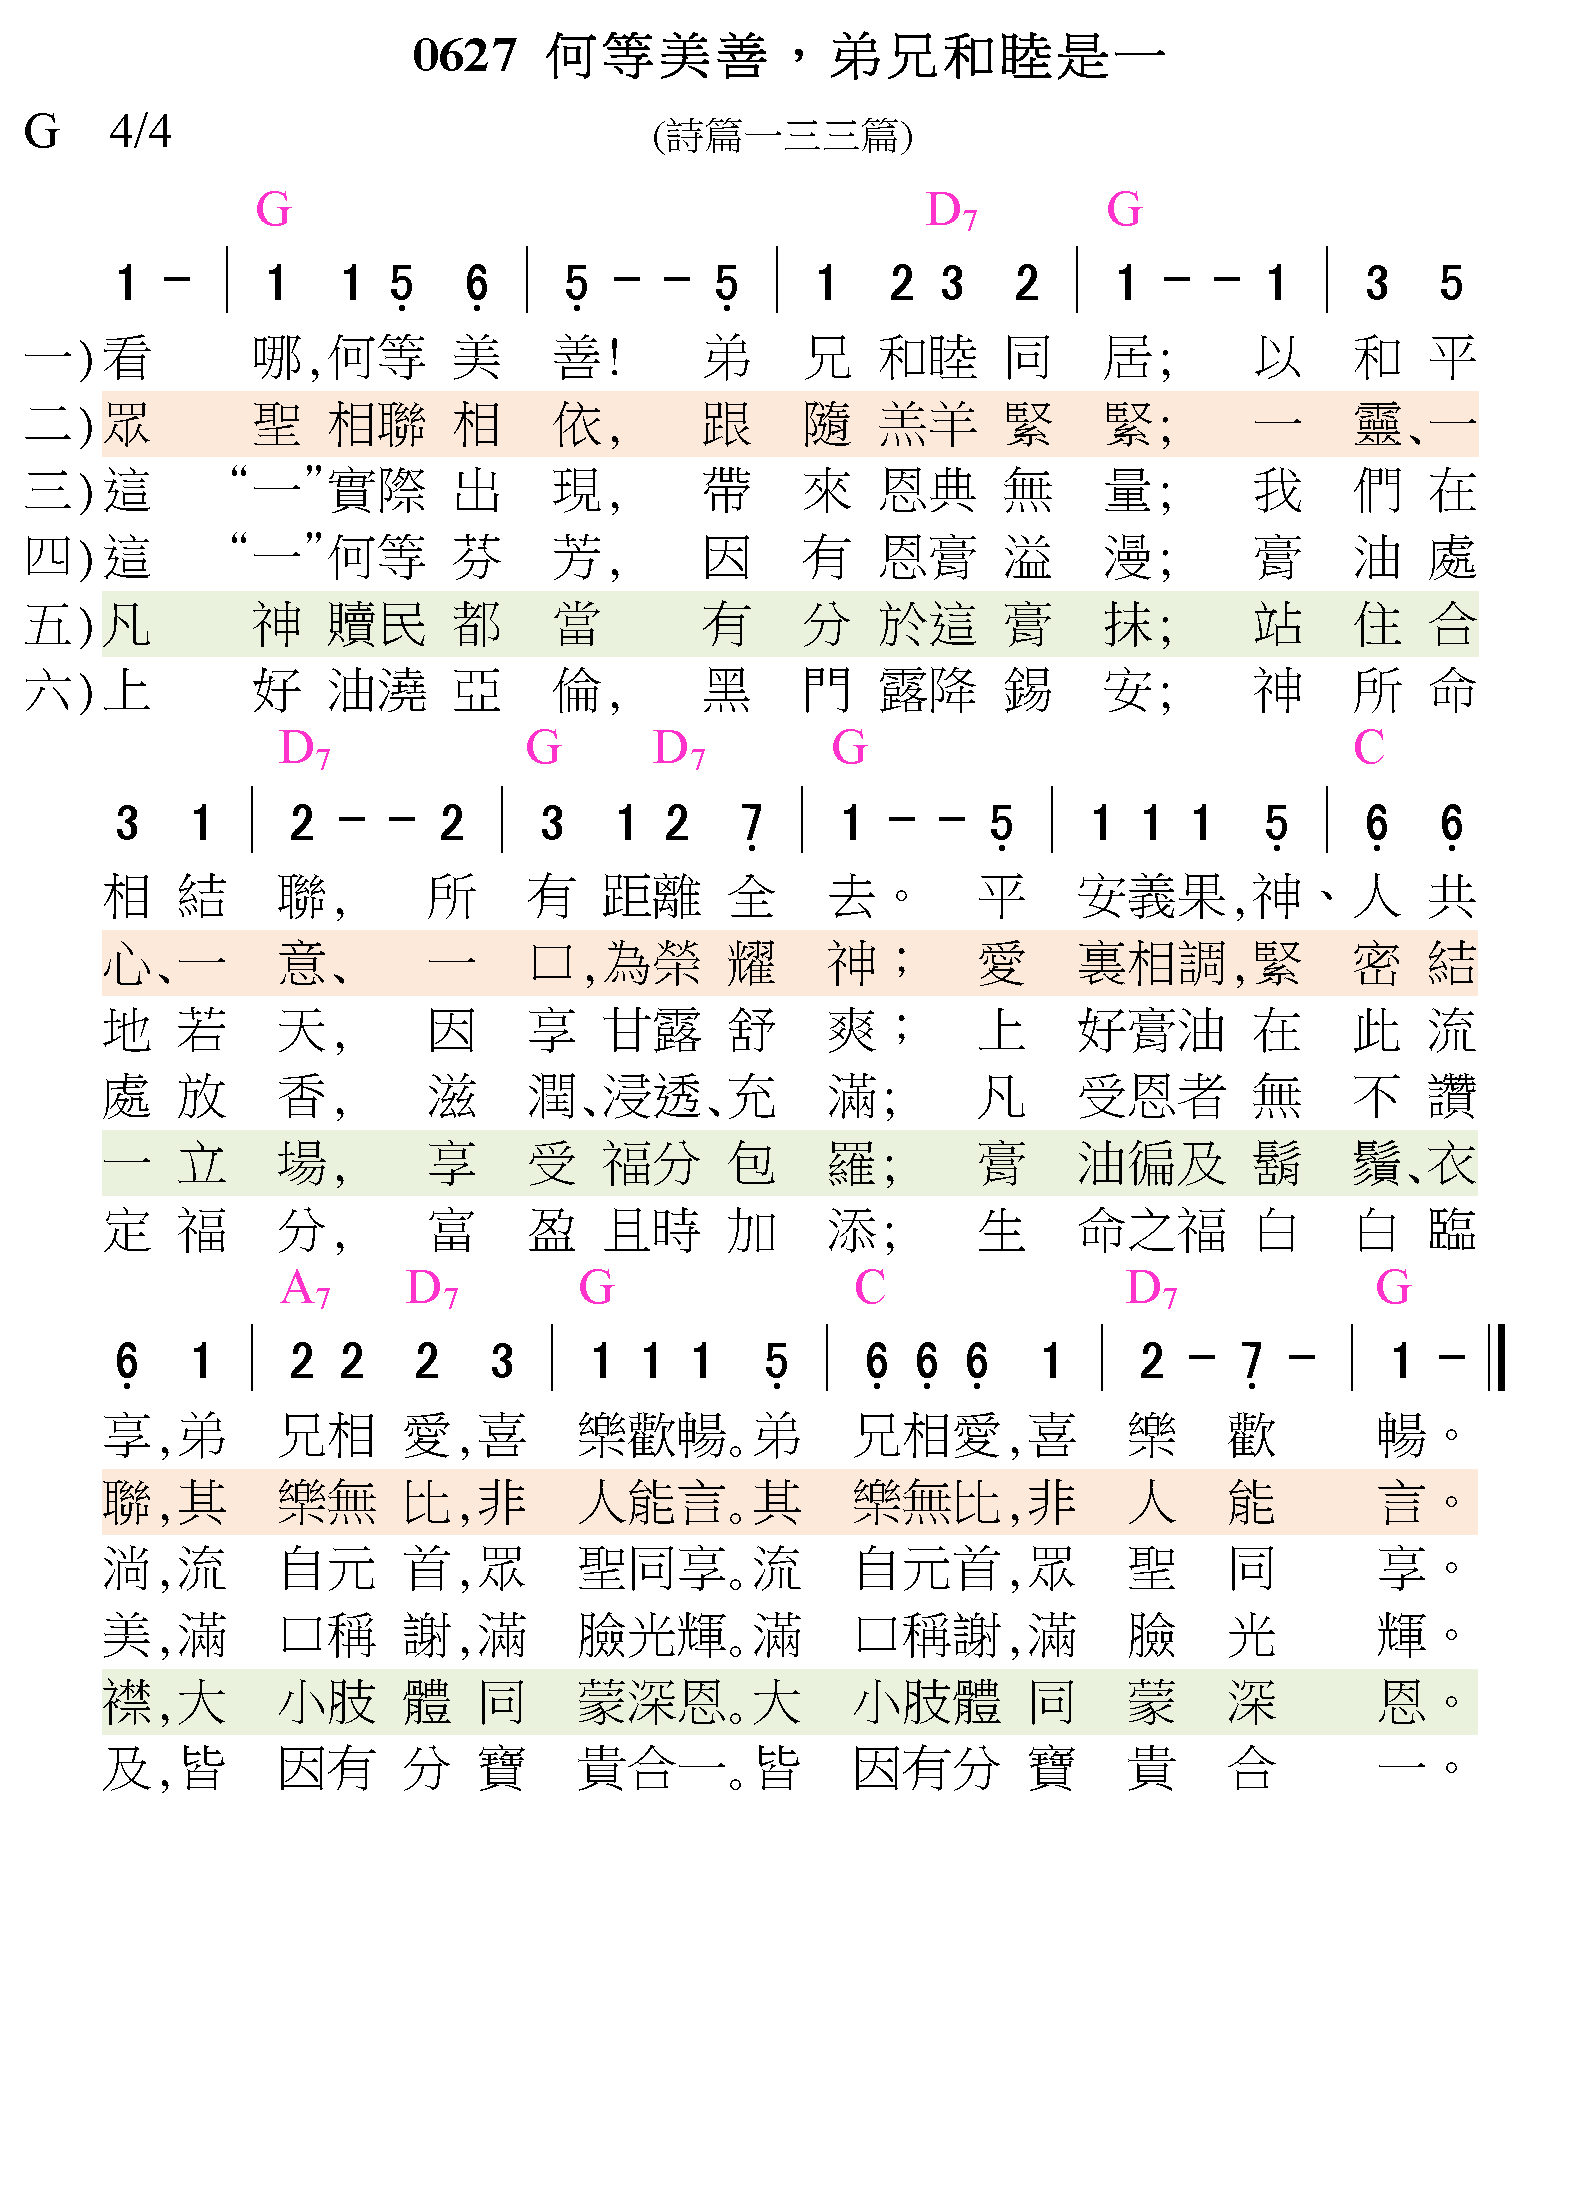 0627 何等美善，弟兄和睦是一
G 4/4 (詩篇一三三篇)
G D7 G
1 - | 1 1 5̣ 6̣ | 5̣ - - 5̣ | 1 2 3 2 | 1 - - 1 | 3 5
一)看 哪,何等 美 善! 弟 兄 和睦 同 居; 以 和 平
二)眾 聖 相聯 相 依, 跟 隨 羔羊 緊 緊; 一 靈、一
三)這 “一”實際 出 現, 帶 來 恩典 無 量; 我 們 在
四)這 “一”何等 芬 芳, 因 有 恩膏 溢 漫; 膏 油 處
五)凡 神 贖民 都 當 有 分 於這 膏 抹; 站 住 合
六)上 好 油澆 亞 倫, 黑 門 露降 錫 安; 神 所 命
D7 G D7 G C
3 1 | 2 - - 2 | 3 1 2 7̣ | 1 - - 5̣ | 1 1 1 5̣ | 6̣ 6̣
相 結 聯, 所 有 距離 全 去。 平 安義果,神、人 共
心、一 意、 一 口,為榮 耀 神； 愛 裏相調,緊 密 結
地 若 天, 因 享 甘露 舒 爽； 上 好膏油 在 此 流
處 放 香, 滋 潤、浸透、充 滿; 凡 受恩者 無 不 讚
一 立 場, 享 受 福分 包 羅; 膏 油徧及 鬍 鬚、衣
定 福 分, 富 盈 且時 加 添; 生 命之福 白 白 臨
A7 D7 G C D7 G
6̣ 1 | 2 2 2 3 | 1 1 1 5̣ | 6̣ 6̣ 6̣ 1 | 2 - 7̣ - | 1 - ‖
享,弟 兄相 愛,喜 樂歡暢。弟 兄相愛,喜 樂 歡 暢。
聯,其 樂無 比,非 人能言。其 樂無比,非 人 能 言。
淌,流 自元 首,眾 聖同享。流 自元首,眾 聖 同 享。
美,滿 口稱 謝,滿 臉光輝。滿 口稱謝,滿 臉 光 輝。
襟,大 小肢 體 同 蒙深恩。大 小肢體 同 蒙 深 恩。
及,皆 因有 分 寶 貴合一。皆 因有分 寶 貴 合 一。